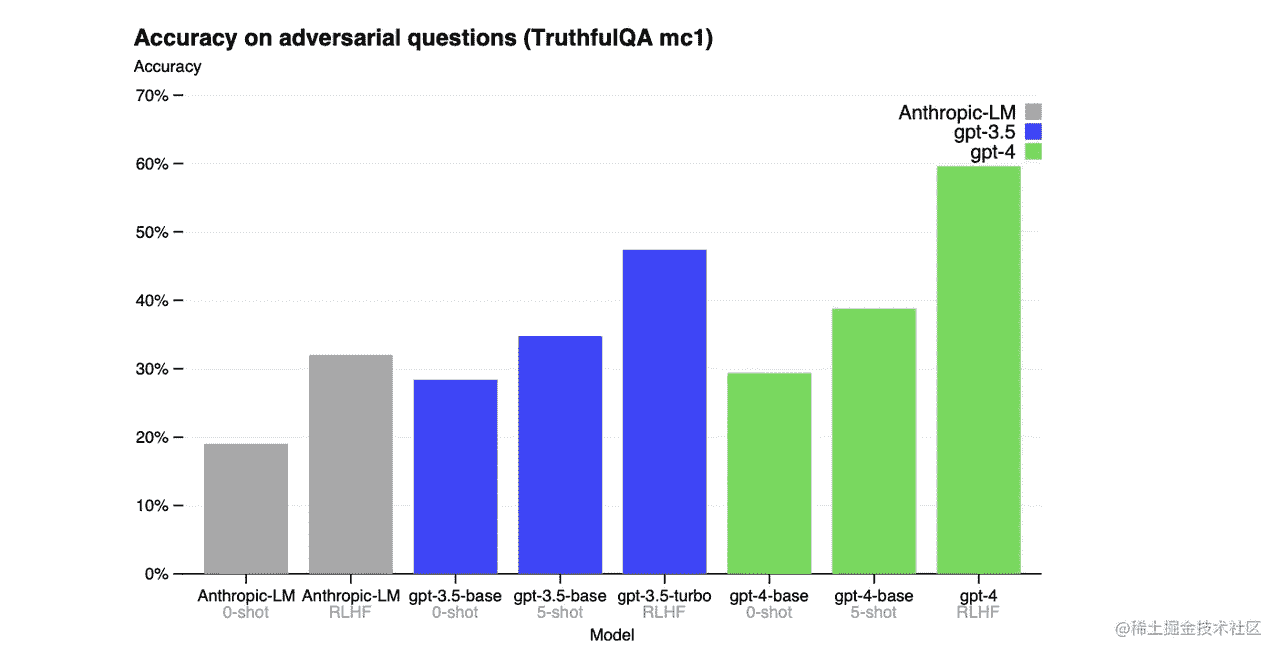 Accuracy on adversarial questions (TruthfulQA mc1)
Accuracy
70%
Anthropic-LM
gpt-3.5
gpt-4
60%
50%
40%
30%
20%
10%
0%
Anthropic-LM Anthropic-LM gpt-3.5-base gpt-3.5-base gpt-3.5-turbo gpt-4-base gpt-4-base gpt-4
0-shot RLHF 0-shot 5-shot RLHF 0-shot 5-shot RLHF
Model
@稀土掘金技术社区